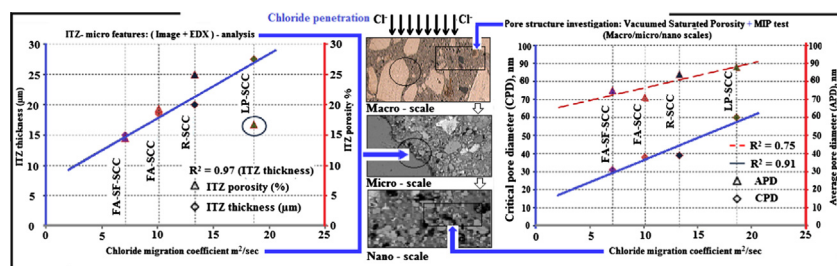 Chloride penetration
Cl-
Cl-
ITZ- micro features: ( Image + EDX ) - analysis
Pore structure investigation: Vacuumed Saturated Porosity + MIP test
(Macro/micro/nano scales)
ITZ thickness (µm)
30
25
20
15
10
5
0
30
25
20
15
10
5
0
ITZ porosity %
FA-SF-SCC
FA-SCC
R-SCC
LP-SCC
R² = 0.97 (ITZ thickness)
ITZ porosity (%)
ITZ thickness (µm)
0
5
10
15
20
25
Chloride migration coefficient m²/sec
Macro - scale
Micro - scale
Nano - scale
Critical pore diameter (CPD), nm
100
90
80
70
60
50
40
30
20
10
0
90
80
70
60
50
40
30
20
10
0
(APD), nm
FA-SF-SCC
FA-SCC
R-SCC
LP-SCC
R² = 0.75
R² = 0.91
APD
CPD
0
5
10
15
20
25
Chloride migration coefficient m²/sec